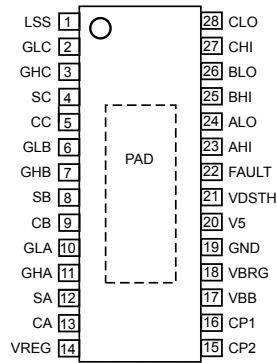 LSS 1
GLC 2
GHC 3
SC 4
CC 5
GLB 6
GHB 7
SB 8
CB 9
GLA 10
GHA 11
SA 12
CA 13
VREG 14
PAD
28 CLO
27 CHI
26 BLO
25 BHI
24 ALO
23 AHI
22 FAULT
21 VDSTH
20 V5
19 GND
18 VBRG
17 VBB
16 CP1
15 CP2